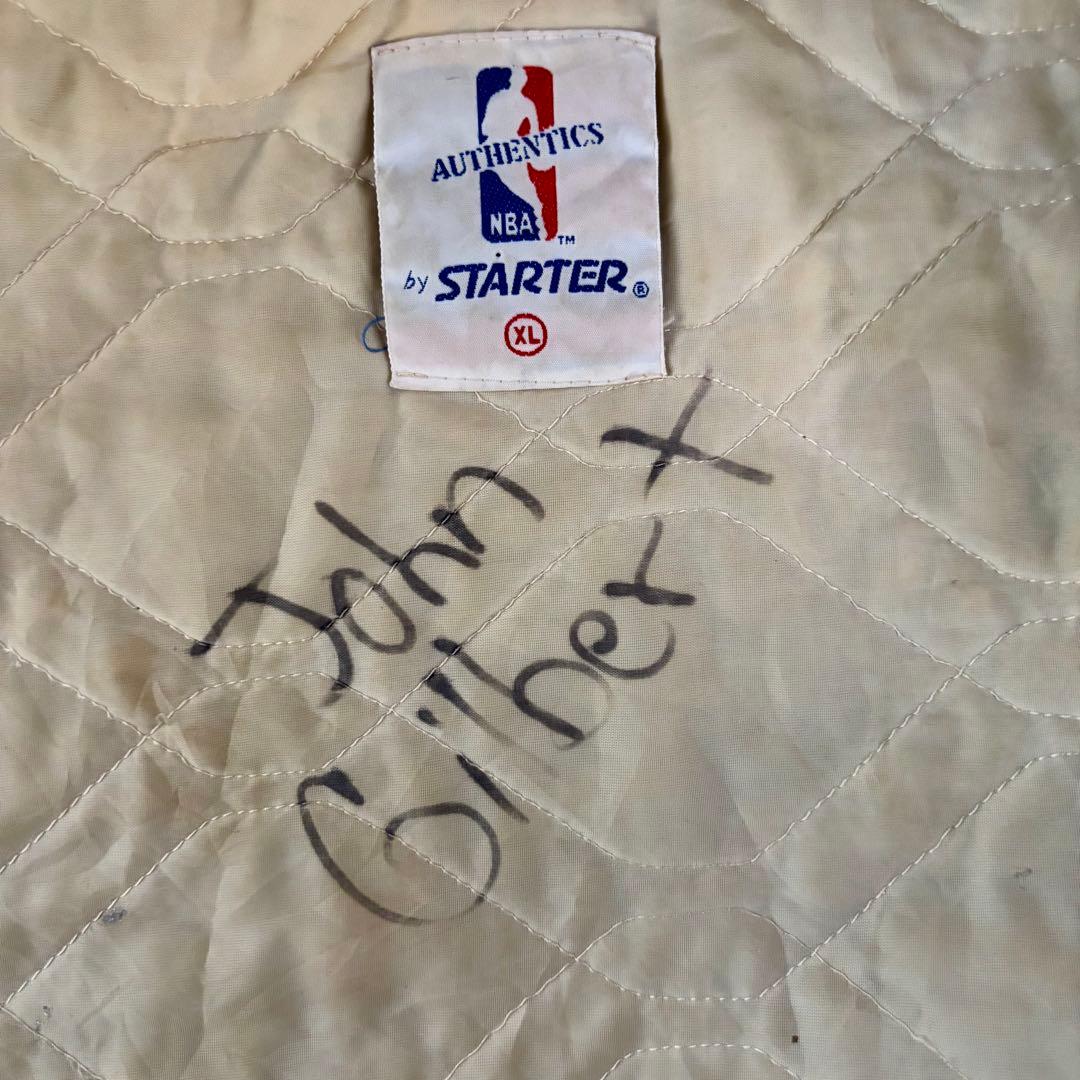 AUTHENTICS
NBA ™
by STARTER ®
XL
John
Gilbert